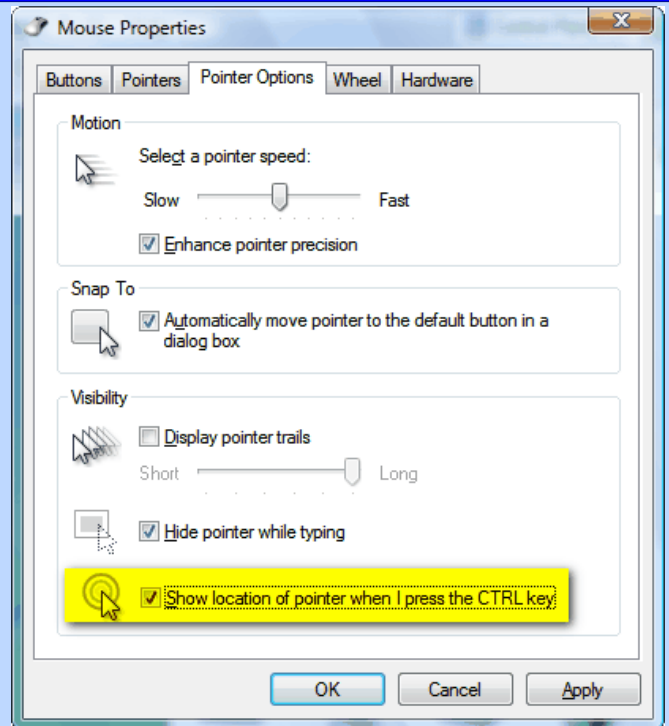 Mouse Properties
Buttons Pointers Pointer Options Wheel Hardware
Motion
Select a pointer speed:
Slow Fast
Enhance pointer precision
Snap To
Automatically move pointer to the default button in a
dialog box
Visibility
Display pointer trails
Short Long
Hide pointer while typing
Show location of pointer when I press the CTRL key
OK Cancel Apply